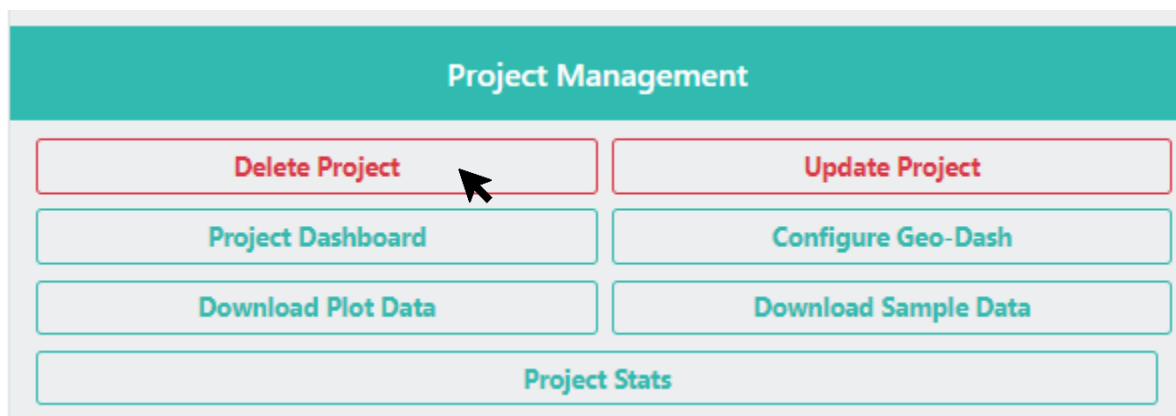 Project Management
Delete Project
Update Project
Project Dashboard
Configure Geo-Dash
Download Plot Data
Download Sample Data
Project Stats